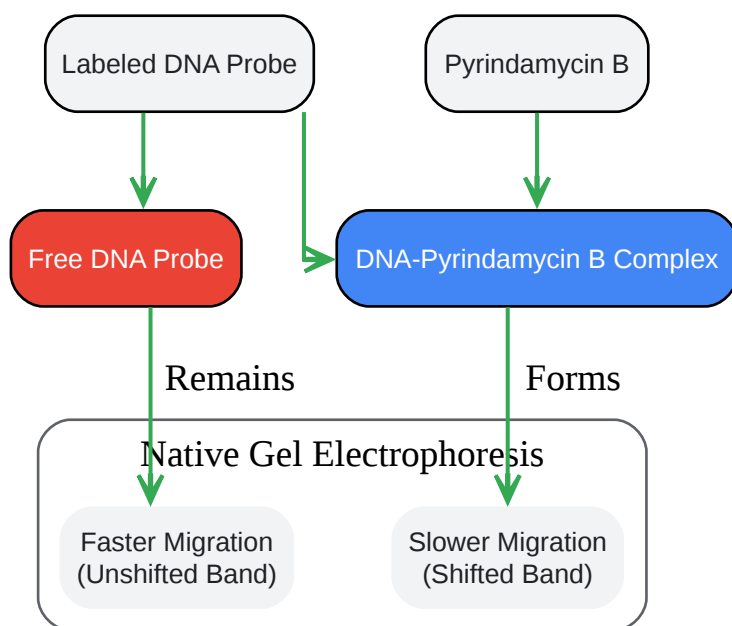 Labeled DNA Probe
Pyrindamycin B
Free DNA Probe
DNA-Pyrindamycin B Complex
Remains
Forms
Native Gel Electrophoresis
Faster Migration
(Unshifted Band)
Slower Migration
(Shifted Band)